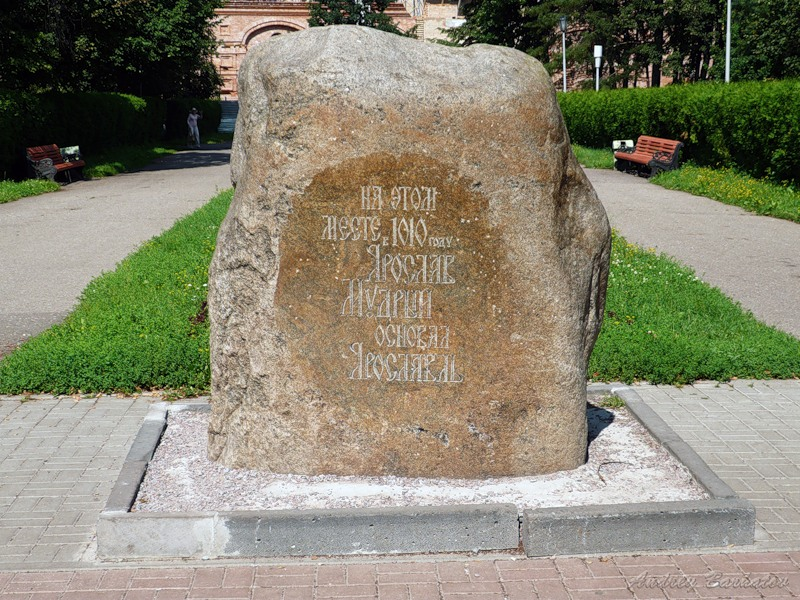 НА ЭТОМ
МЕСТЕ в 1010 году
ЯРОСЛАВ
МУДРЫЙ
ОСНОВАЛ
ЯРОСЛАВЛЬ